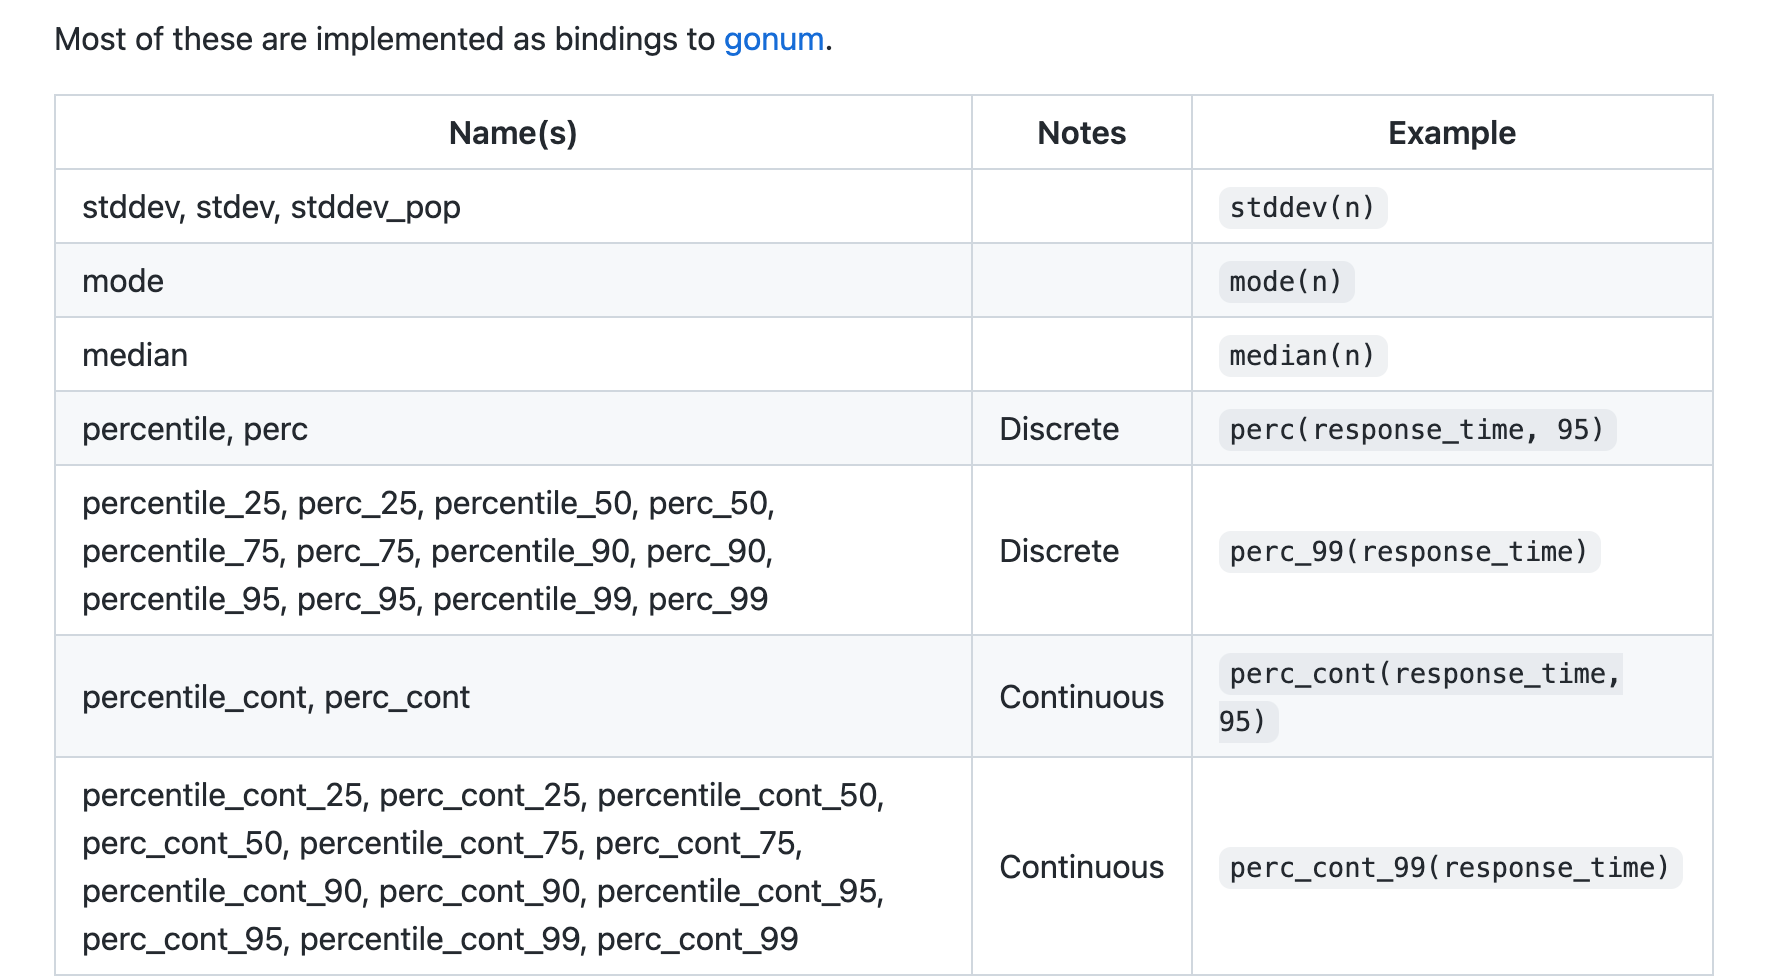 Most of these are implemented as bindings to gonum.
Name(s) Notes Example
stddev, stdev, stddev_pop stddev(n)
mode mode(n)
median median(n)
percentile, perc Discrete perc(response_time, 95)
percentile_25, perc_25, percentile_50, perc_50,
percentile_75, perc_75, percentile_90, perc_90,
percentile_95, perc_95, percentile_99, perc_99
Discrete
perc_99(response_time)
percentile_cont, perc_cont
Continuous
perc_cont(response_time,
95)
percentile_cont_25, perc_cont_25, percentile_cont_50,
perc_cont_50, percentile_cont_75, perc_cont_75,
percentile_cont_90, perc_cont_90, percentile_cont_95,
perc_cont_95, percentile_cont_99, perc_cont_99
Continuous
perc_cont_99(response_time)